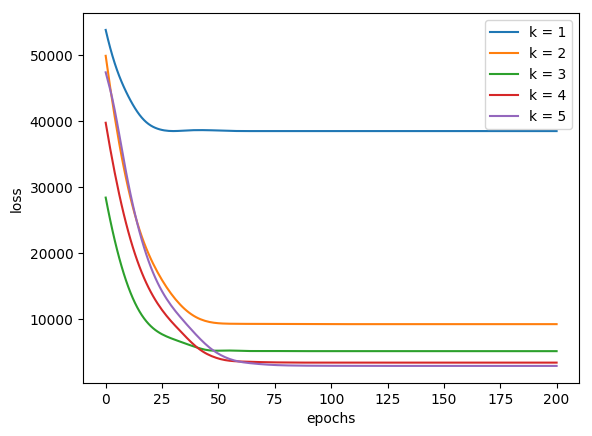 50000
40000
30000
20000
10000
loss
k = 1
k = 2
k = 3
k = 4
k = 5
0 25 50 75 100 125 150 175 200
epochs